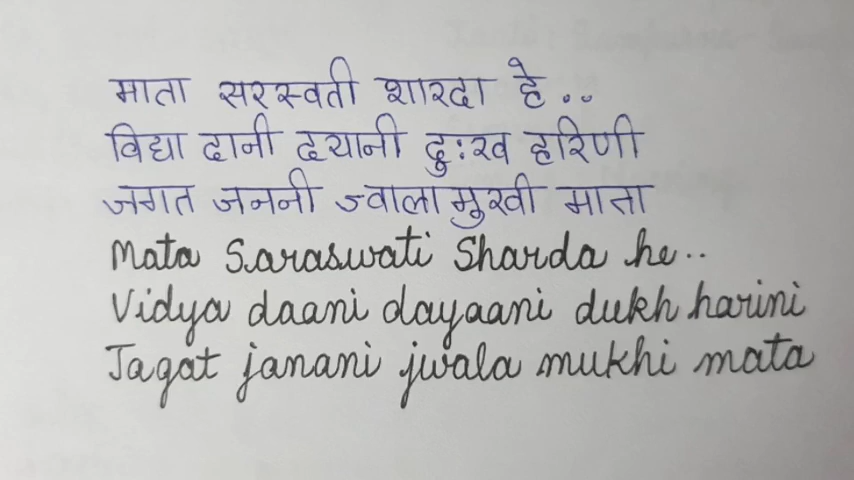 माता सरस्वती शारदा हे..
विद्या दानी दयानी दुःख हरिणी
जगत जननी ज्वाला मुखी माता
Mata Saraswati Sharda he..
Vidya daani dayaani dukh harini
Jagat janani jwala mukhi mata